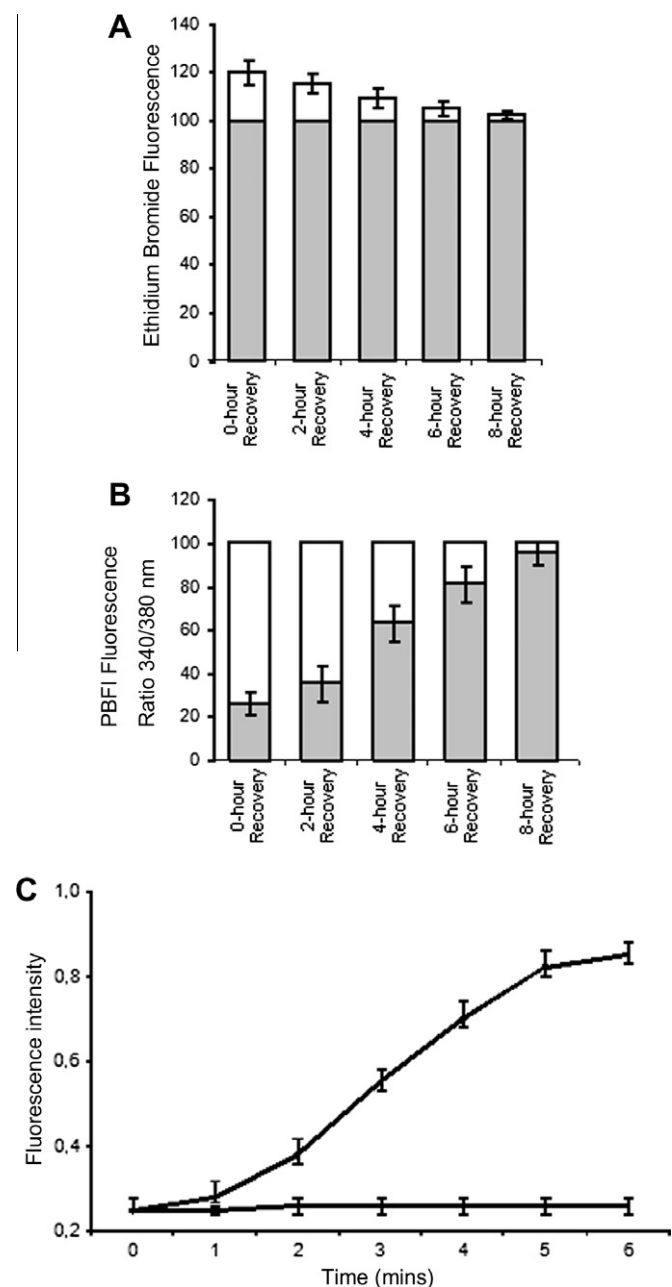 A
Ethidium Bromide Fluorescence
140
120
100
80
60
40
20
0
0-hour
Recovery
2-hour
Recovery
4-hour
Recovery
6-hour
Recovery
8-hour
Recovery
B
PBFI Fluorescence
Ratio 340/380 nm
120
100
80
60
40
20
0
0-hour
Recovery
2-hour
Recovery
4-hour
Recovery
6-hour
Recovery
8-hour
Recovery
C
Fluorescence intensity
1,0
0,8
0,6
0,4
0,2
0 1 2 3 4 5 6
Time (mins)